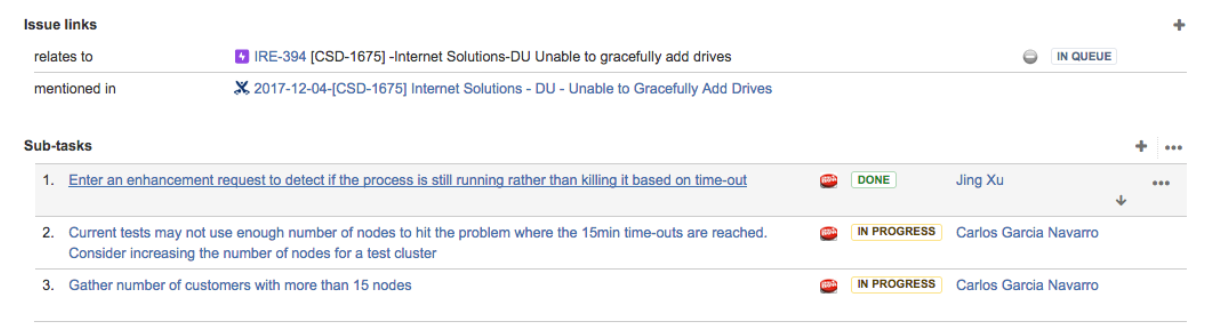 Issue links
relates to IRE-394 [CSD-1675] -Internet Solutions-DU Unable to gracefully add drives IN QUEUE
mentioned in 2017-12-04-[CSD-1675] Internet Solutions - DU - Unable to Gracefully Add Drives
Sub-tasks
1. Enter an enhancement request to detect if the process is still running rather than killing it based on time-out DONE Jing Xu
2. Current tests may not use enough number of nodes to hit the problem where the 15min time-outs are reached. IN PROGRESS Carlos Garcia Navarro
Consider increasing the number of nodes for a test cluster
3. Gather number of customers with more than 15 nodes IN PROGRESS Carlos Garcia Navarro